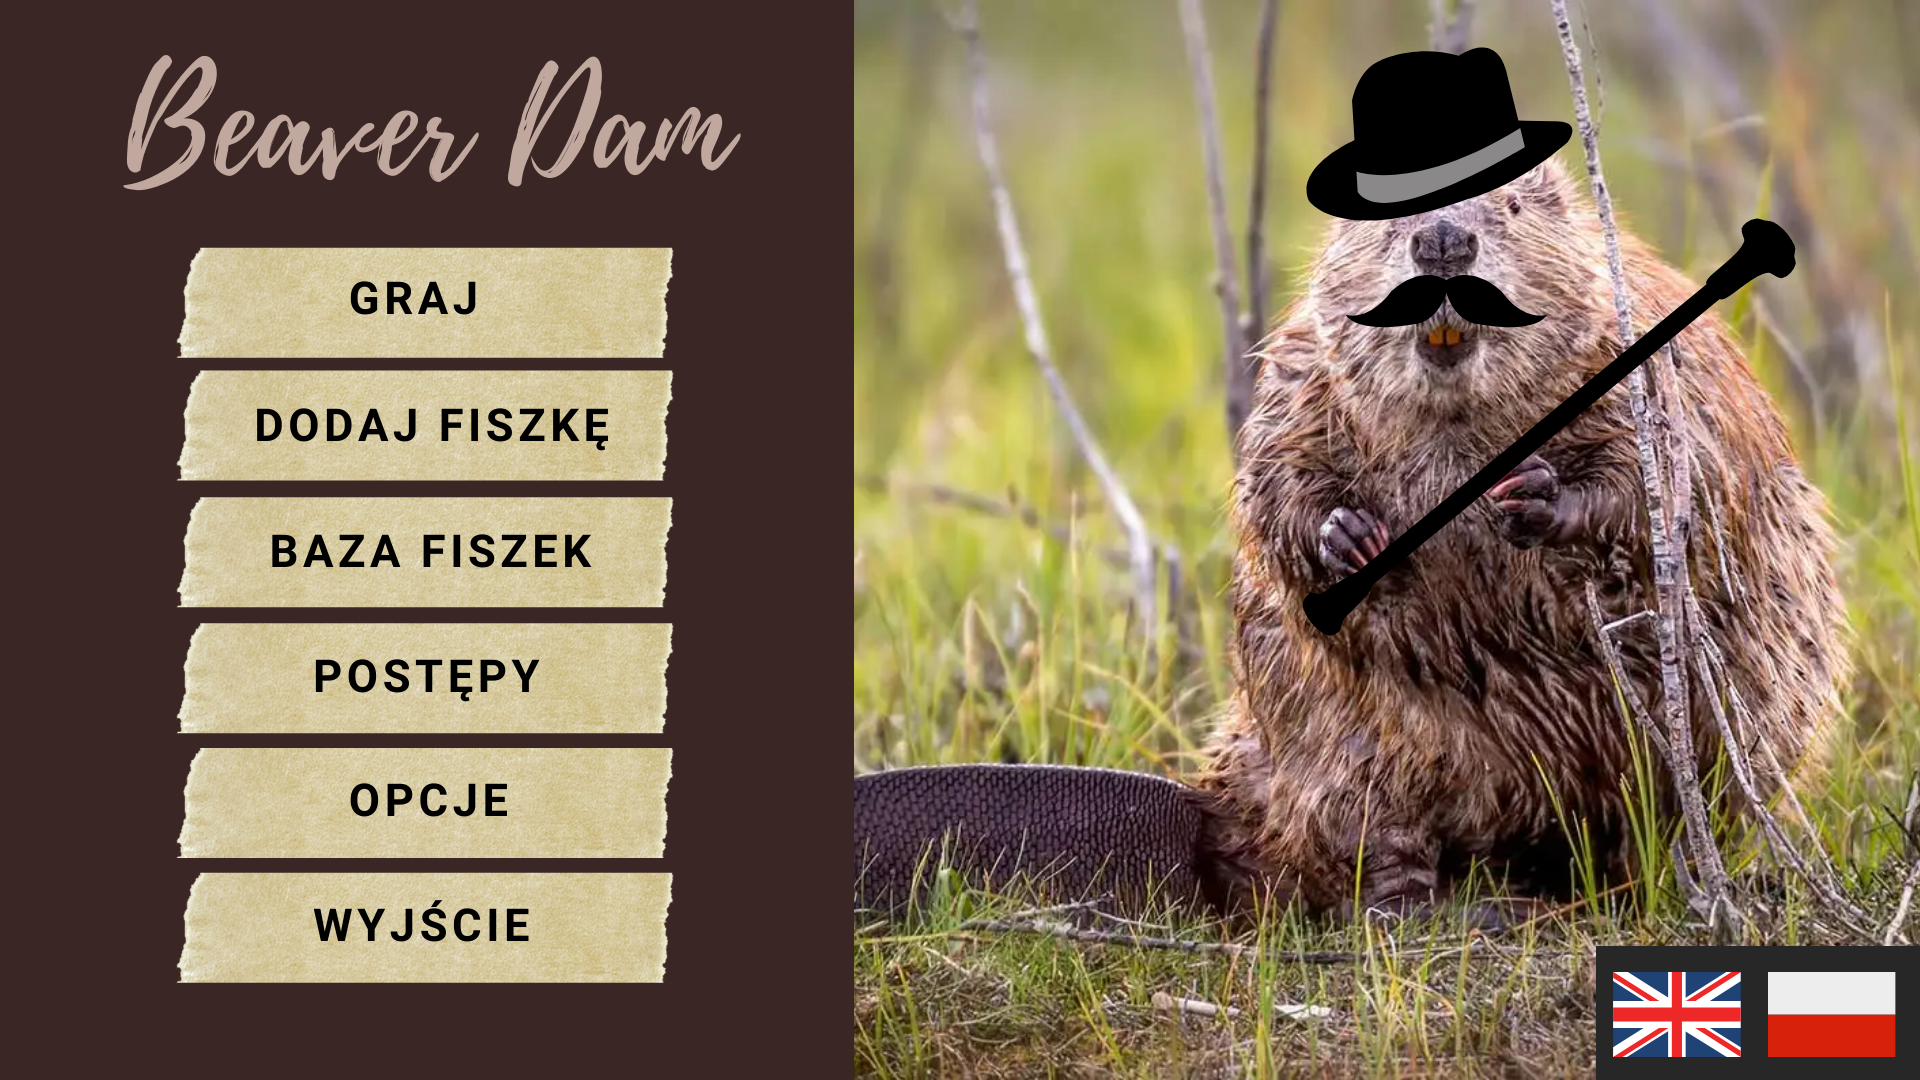 Beaver Dam
GRAJ
DODAJ FISZKĘ
BAZA FISZEK
POSTĘPY
OPCJE
WYJŚCIE